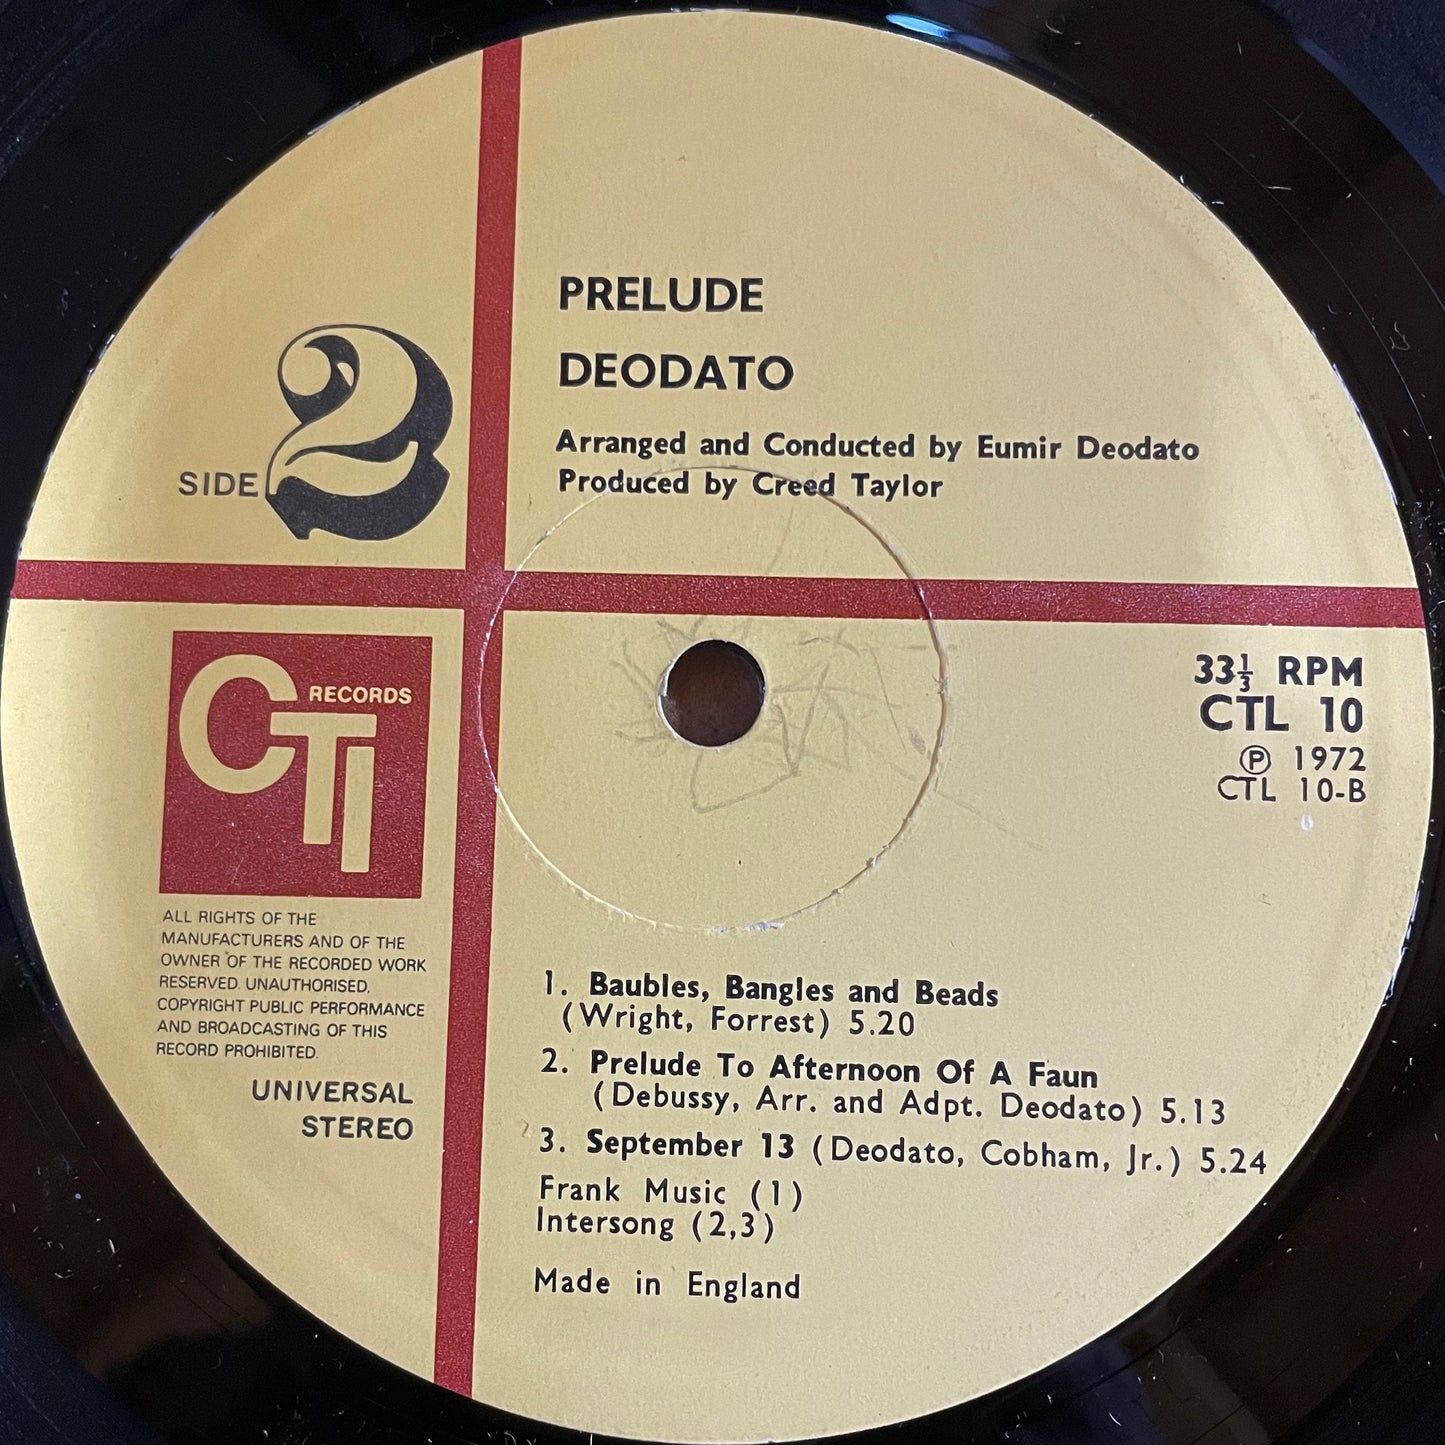 PRELUDE
DEODATO
Arranged and Conducted by Eumir Deodato
Produced by Creed Taylor
SIDE 2
33⅓ RPM
CTL 10
℗ 1972
CTL 10-B
CTI RECORDS
ALL RIGHTS OF THE
MANUFACTURERS AND OF THE
OWNER OF THE RECORDED WORK
RESERVED. UNAUTHORISED,
COPYRIGHT PUBLIC PERFORMANCE
AND BROADCASTING OF THIS
RECORD PROHIBITED.
UNIVERSAL
STEREO
1. Baubles, Bangles and Beads
(Wright, Forrest) 5.20
2. Prelude To Afternoon Of A Faun
(Debussy, Arr. and Adpt. Deodato) 5.13
3. September 13 (Deodato, Cobham, Jr.) 5.24
Frank Music (1)
Intersong (2,3)
Made in England